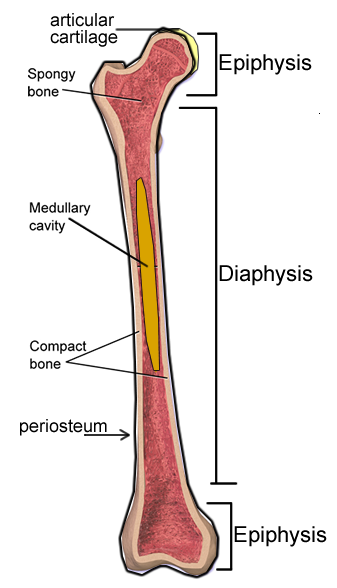 articular
cartilage
Epiphysis
Spongy
bone
Medullary
cavity
Diaphysis
Compact
bone
periosteum
Epiphysis